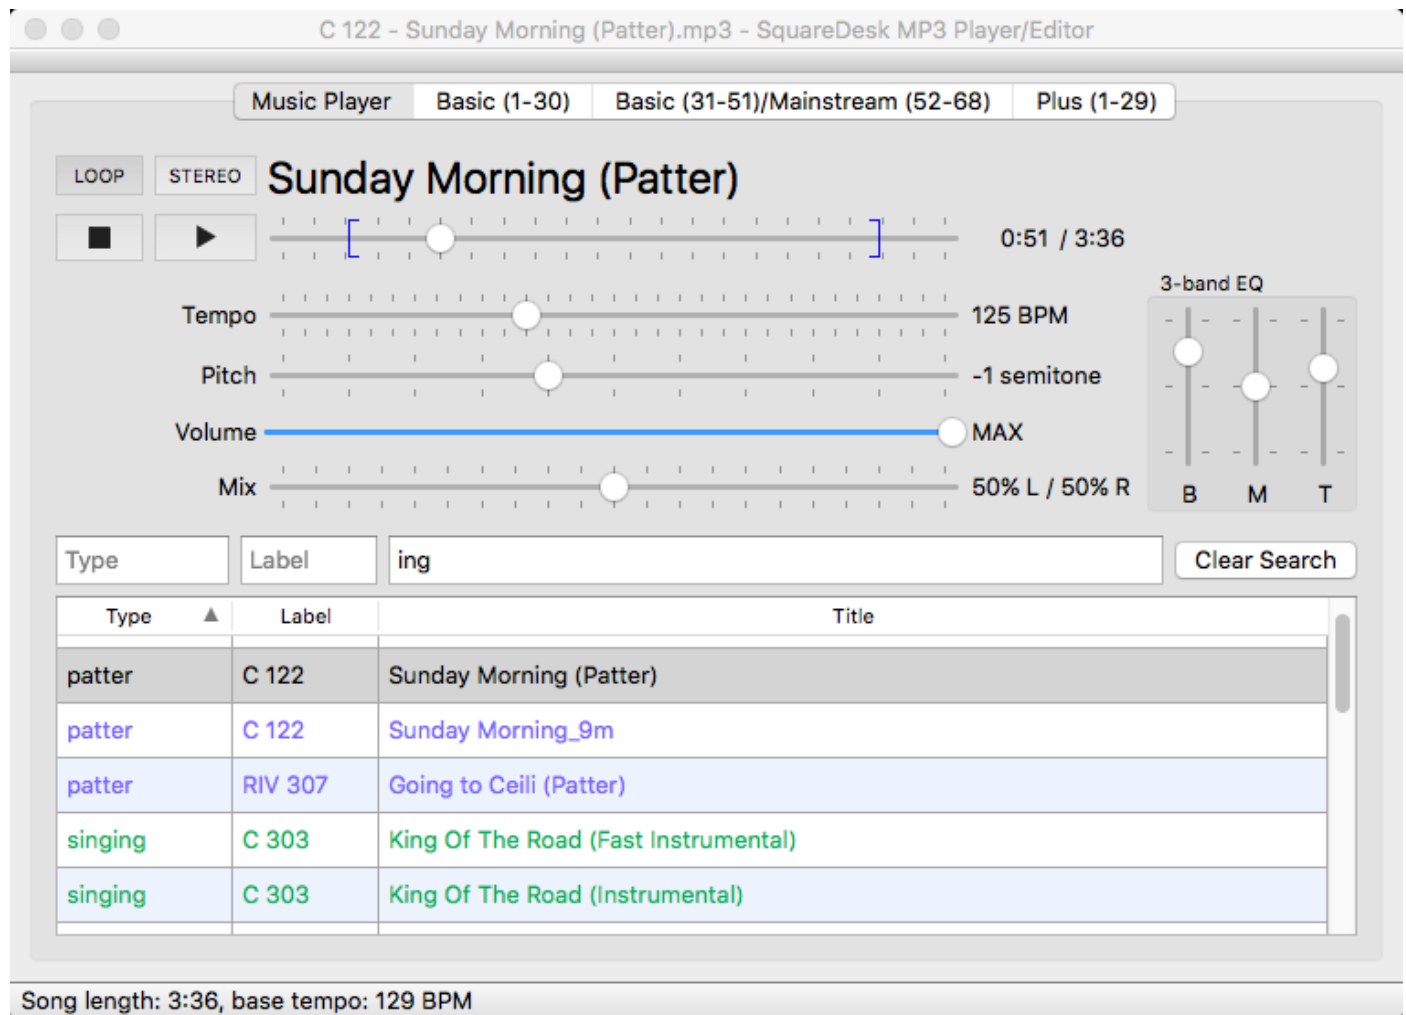 C 122 - Sunday Morning (Patter).mp3 - SquareDesk MP3 Player/Editor
Music Player Basic (1-30) Basic (31-51)/Mainstream (52-68) Plus (1-29)
LOOP STEREO Sunday Morning (Patter)
0:51 / 3:36
3-band EQ
Tempo 125 BPM
Pitch -1 semitone
Volume MAX
Mix 50% L / 50% R
B M T
Type Label ing Clear Search
Type Label Title
patter C 122 Sunday Morning (Patter)
patter C 122 Sunday Morning_9m
patter RIV 307 Going to Ceili (Patter)
singing C 303 King Of The Road (Fast Instrumental)
singing C 303 King Of The Road (Instrumental)
Song length: 3:36, base tempo: 129 BPM